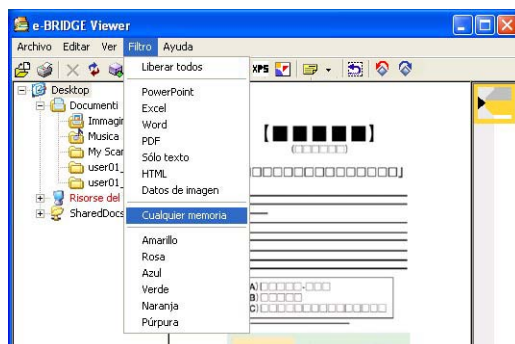 e-BRIDGE Viewer
Archivo Editar Ver Filtro Ayuda
Liberar todos
XPS
Desktop
PowerPoint
Documenti
Excel
Word
Musica
PDF
My Scan
Sólo texto
user01_
HTML
user01_
Datos de imagen
Risorse del
SharedDocs
Cualquier memoria
Amarillo
Rosa
Azul
Verde
A)
Naranja
B)
C)
Púrpura